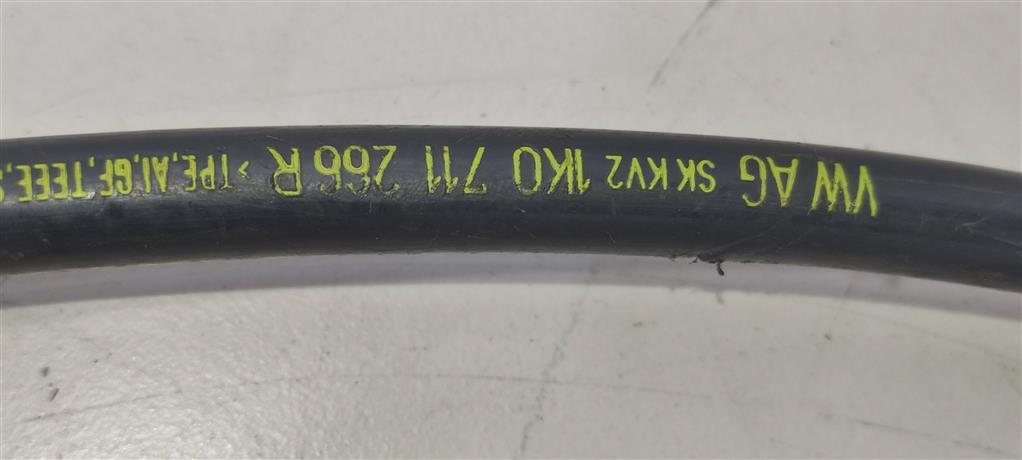 VW AG SK KV2 1K0 711 266 R > TPE,Al,GF,TEEE,